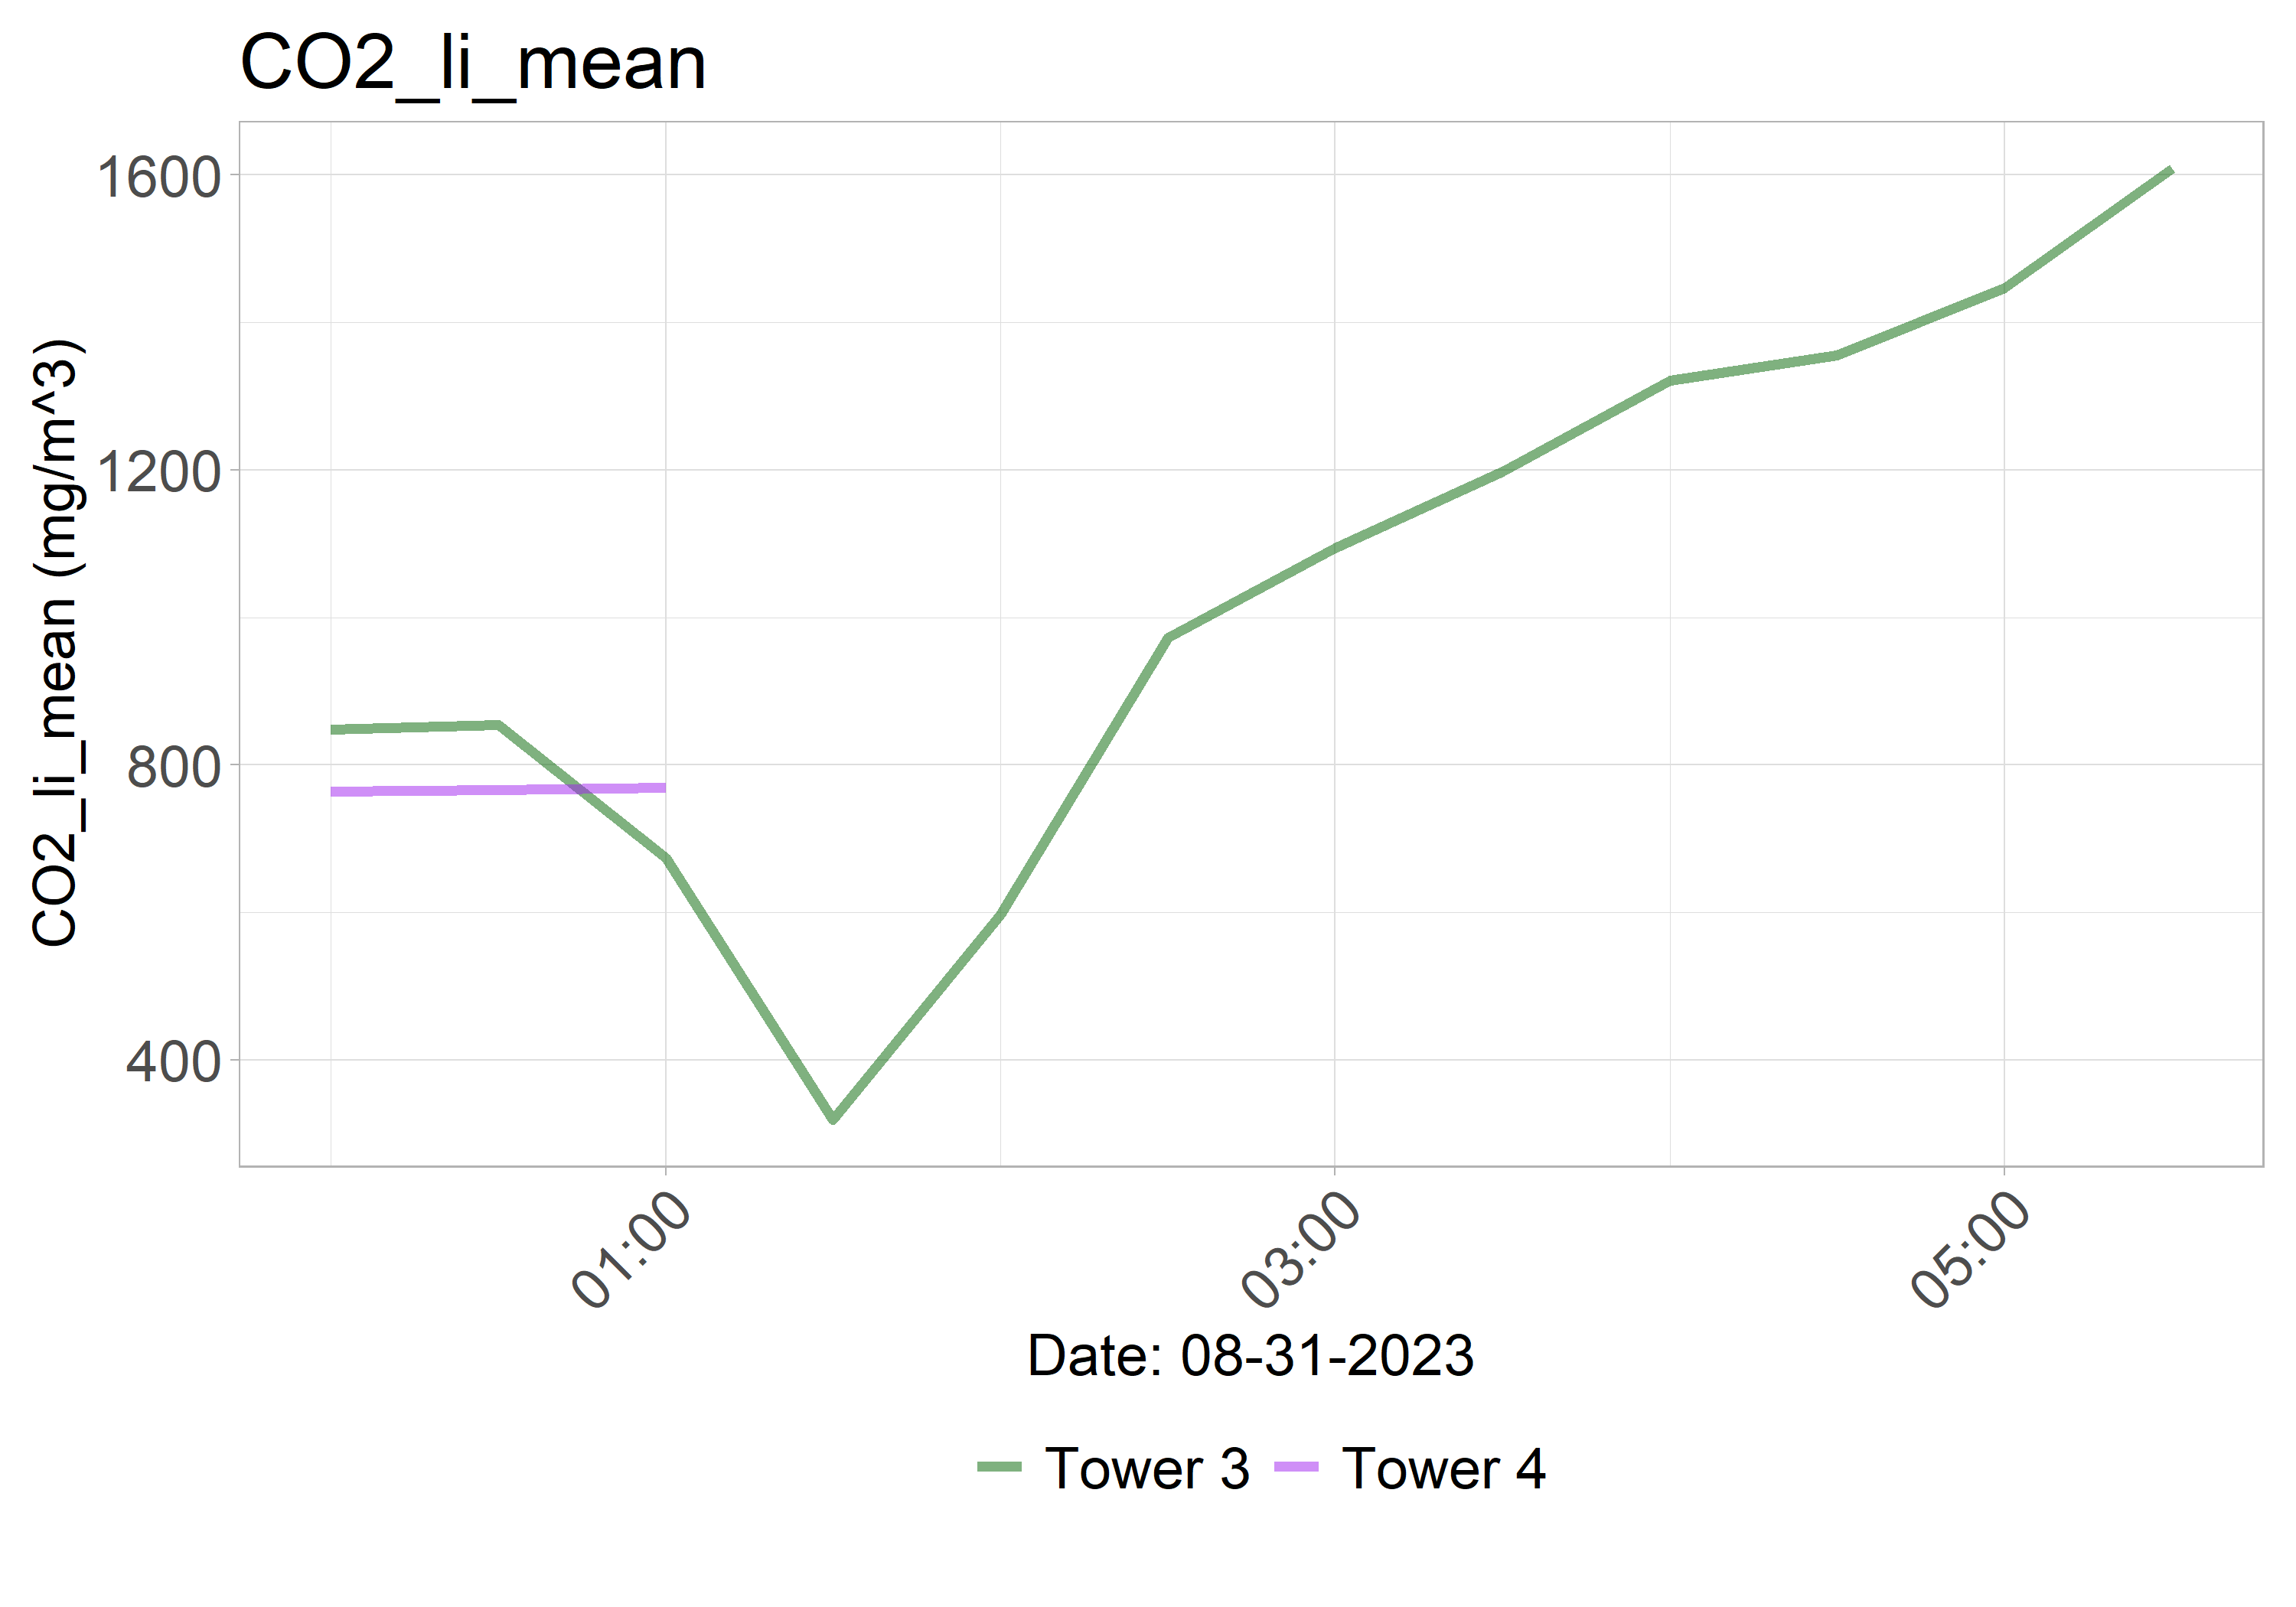 CO2_li_mean
CO2_li_mean (mg/m^3)
1600
1200
800
400
01:00
03:00
05:00
Date: 08-31-2023
Tower 3
Tower 4